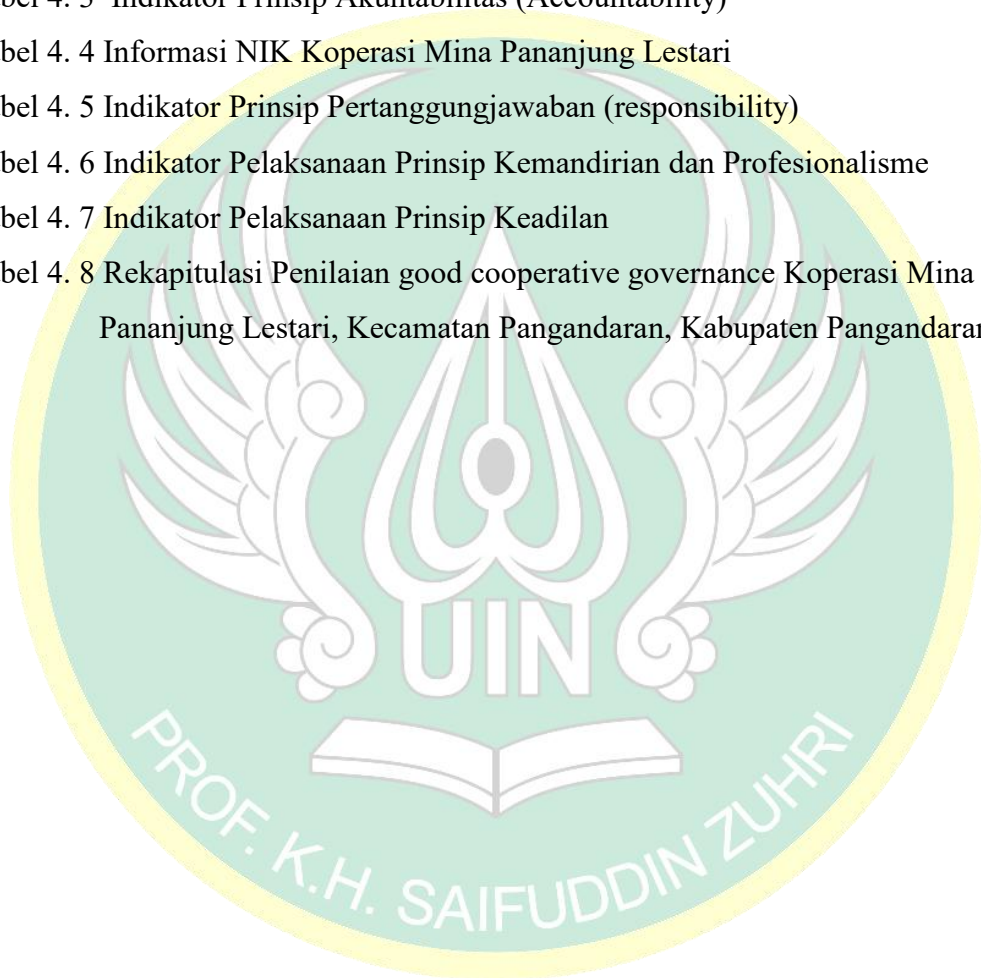 bel 4. 3  Indikator Prinsip Akuntabilitas (Accountability)
bel 4. 4 Informasi NIK Koperasi Mina Pananjung Lestari
bel 4. 5 Indikator Prinsip Pertanggungjawaban (responsibility)
bel 4. 6 Indikator Pelaksanaan Prinsip Kemandirian dan Profesionalisme
bel 4. 7 Indikator Pelaksanaan Prinsip Keadilan
bel 4. 8 Rekapitulasi Penilaian good cooperative governance Koperasi Mina
Pananjung Lestari, Kecamatan Pangandaran, Kabupaten Pangandaran
UIN
PROF. K.H. SAIFUDDIN ZUHRI